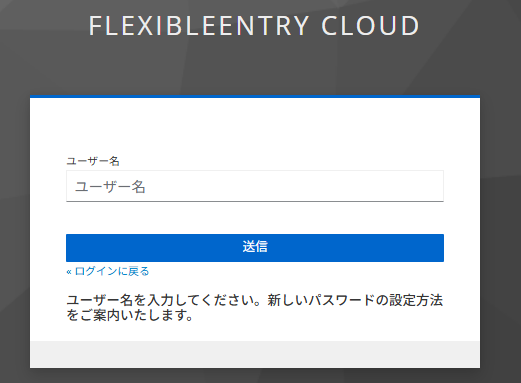 FLEXIBLEENTRY CLOUD
ユーザー名
ユーザー名
送信
« ログインに戻る
ユーザー名を入力してください。新しいパスワードの設定方法
をご案内いたします。